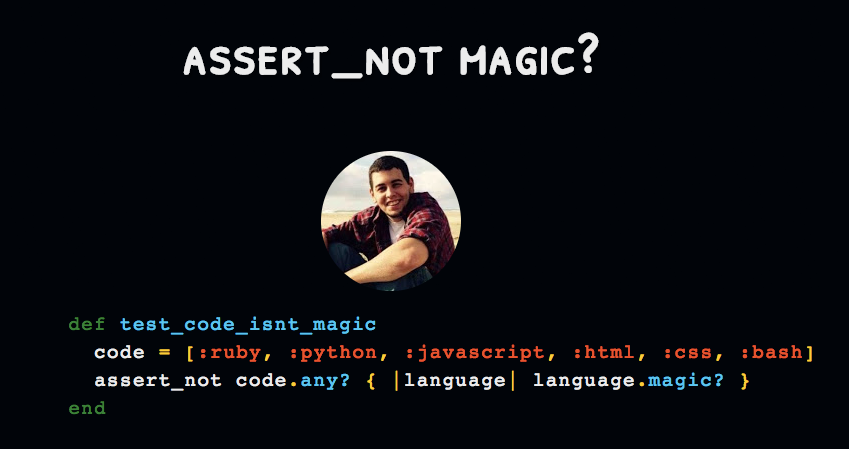 ASSERT_NOT MAGIC?
def test_code_isnt_magic
  code = [:ruby, :python, :javascript, :html, :css, :bash]
  assert_not code.any? { |language| language.magic? }
end